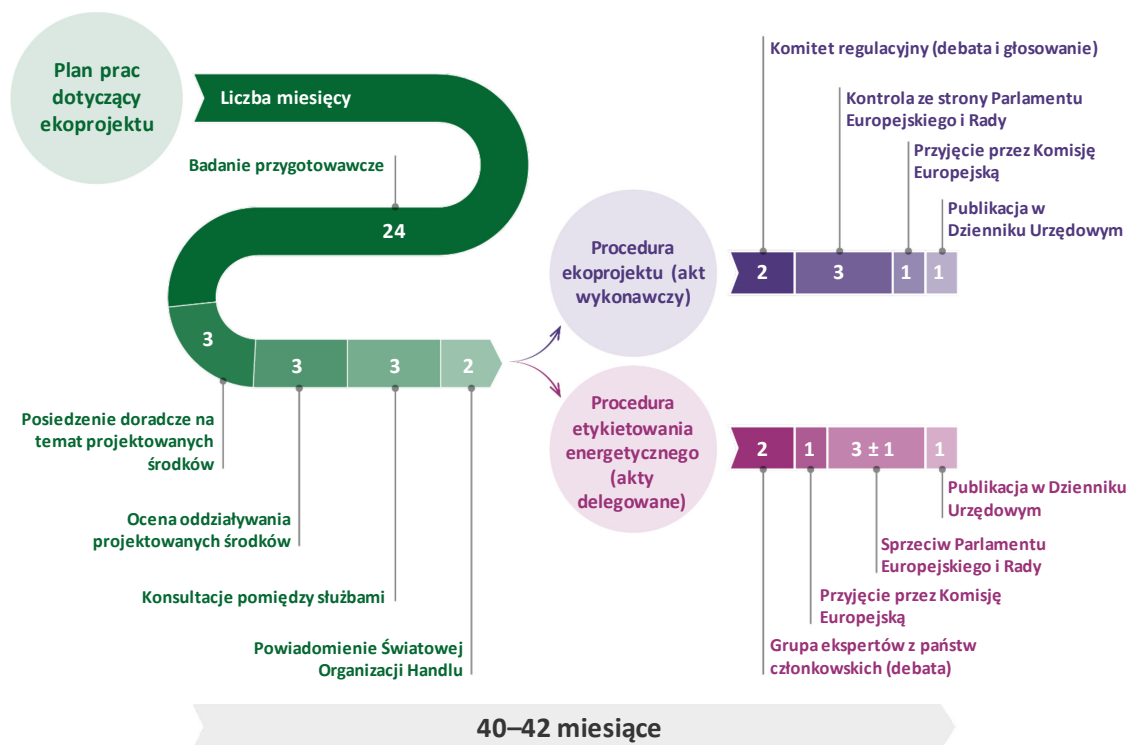 Plan prac
dotyczący
ekoprojektu
Liczba miesięcy
Badanie przygotowawcze
24
3
3
3
2
Posiedzenie doradcze na
temat projektowanych
środków
Ocena oddziaływania
projektowanych środków
Konsultacje pomiędzy służbami
Powiadomienie Światowej
Organizacji Handlu
Procedura
ekoprojektu (akt
wykonawczy)
Komitet regulacyjny (debata i głosowanie)
Kontrola ze strony Parlamentu
Europejskiego i Rady
Przyjęcie przez Komisję
Europejską
Publikacja w
Dzienniku Urzędowym
2
3
1
1
Procedura
etykietowania
energetycznego
(akty
delegowane)
2
1
3 ± 1
1
Publikacja w Dzienniku
Urzędowym
Sprzeciw Parlamentu
Europejskiego i Rady
Przyjęcie przez Komisję
Europejską
Grupa ekspertów z państw
członkowskich (debata)
40–42 miesiące